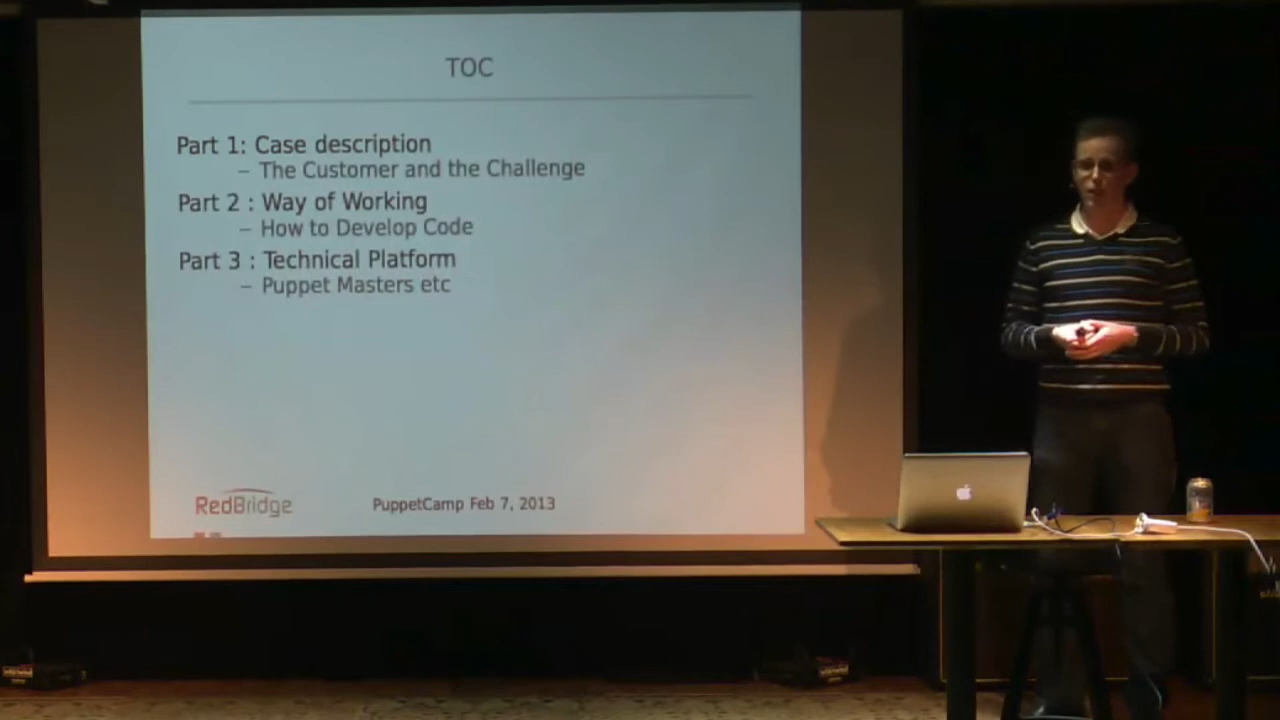 TOC
Part 1: Case description
– The Customer and the Challenge
Part 2 : Way of Working
– How to Develop Code
Part 3 : Technical Platform
– Puppet Masters etc
RedBridge
PuppetCamp Feb 7, 2013